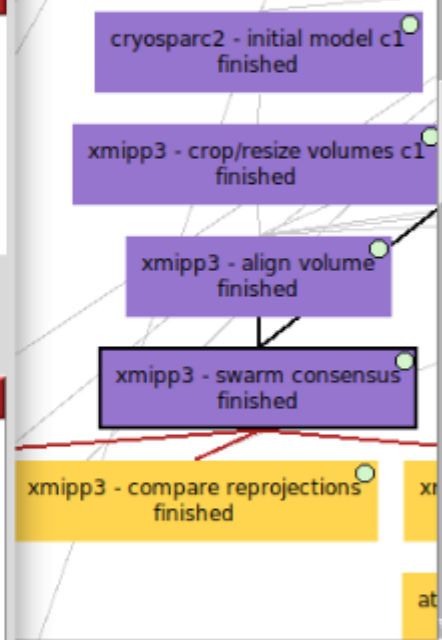 cryosparc2 - initial model c1
finished
xmipp3 - crop/resize volumes c1
finished
xmipp3 - align volume
finished
xmipp3 - swarm consensus
finished
xmipp3 - compare reprojections
finished